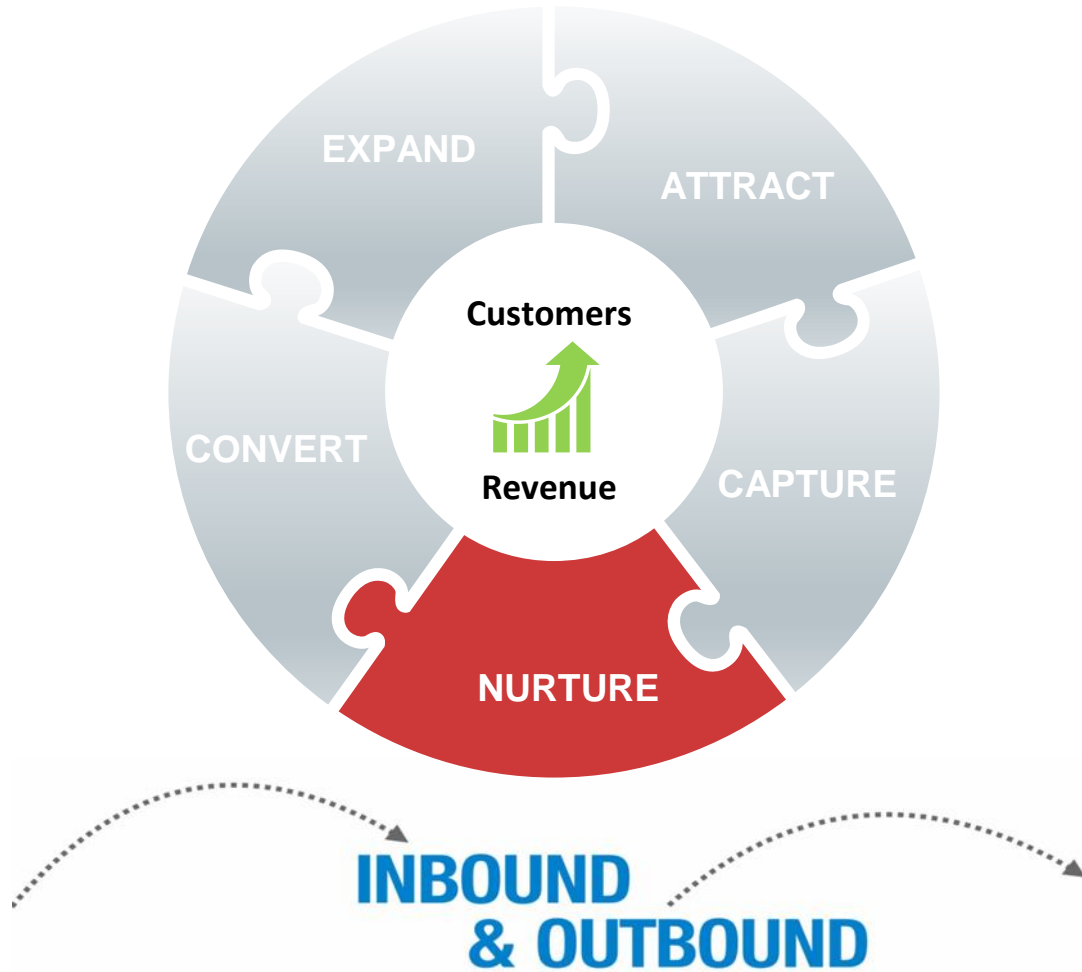 EXPAND
ATTRACT
Customers
CONVERT
CAPTURE
Revenue
NURTURE
INBOUND
& OUTBOUND